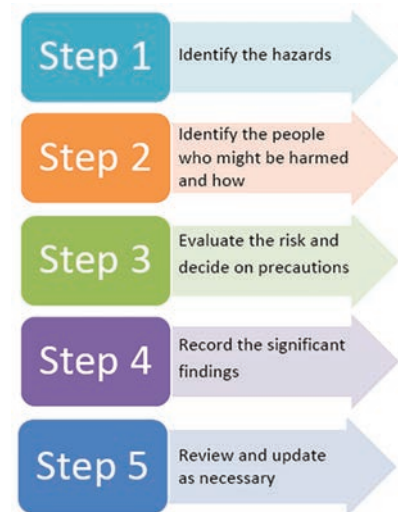 Step 1
Identify the hazards
Step 2
Identify the people
who might be harmed
and how
Step 3
Evaluate the risk and
decide on precautions
Step 4
Record the significant
findings
Step 5
Review and update
as necessary